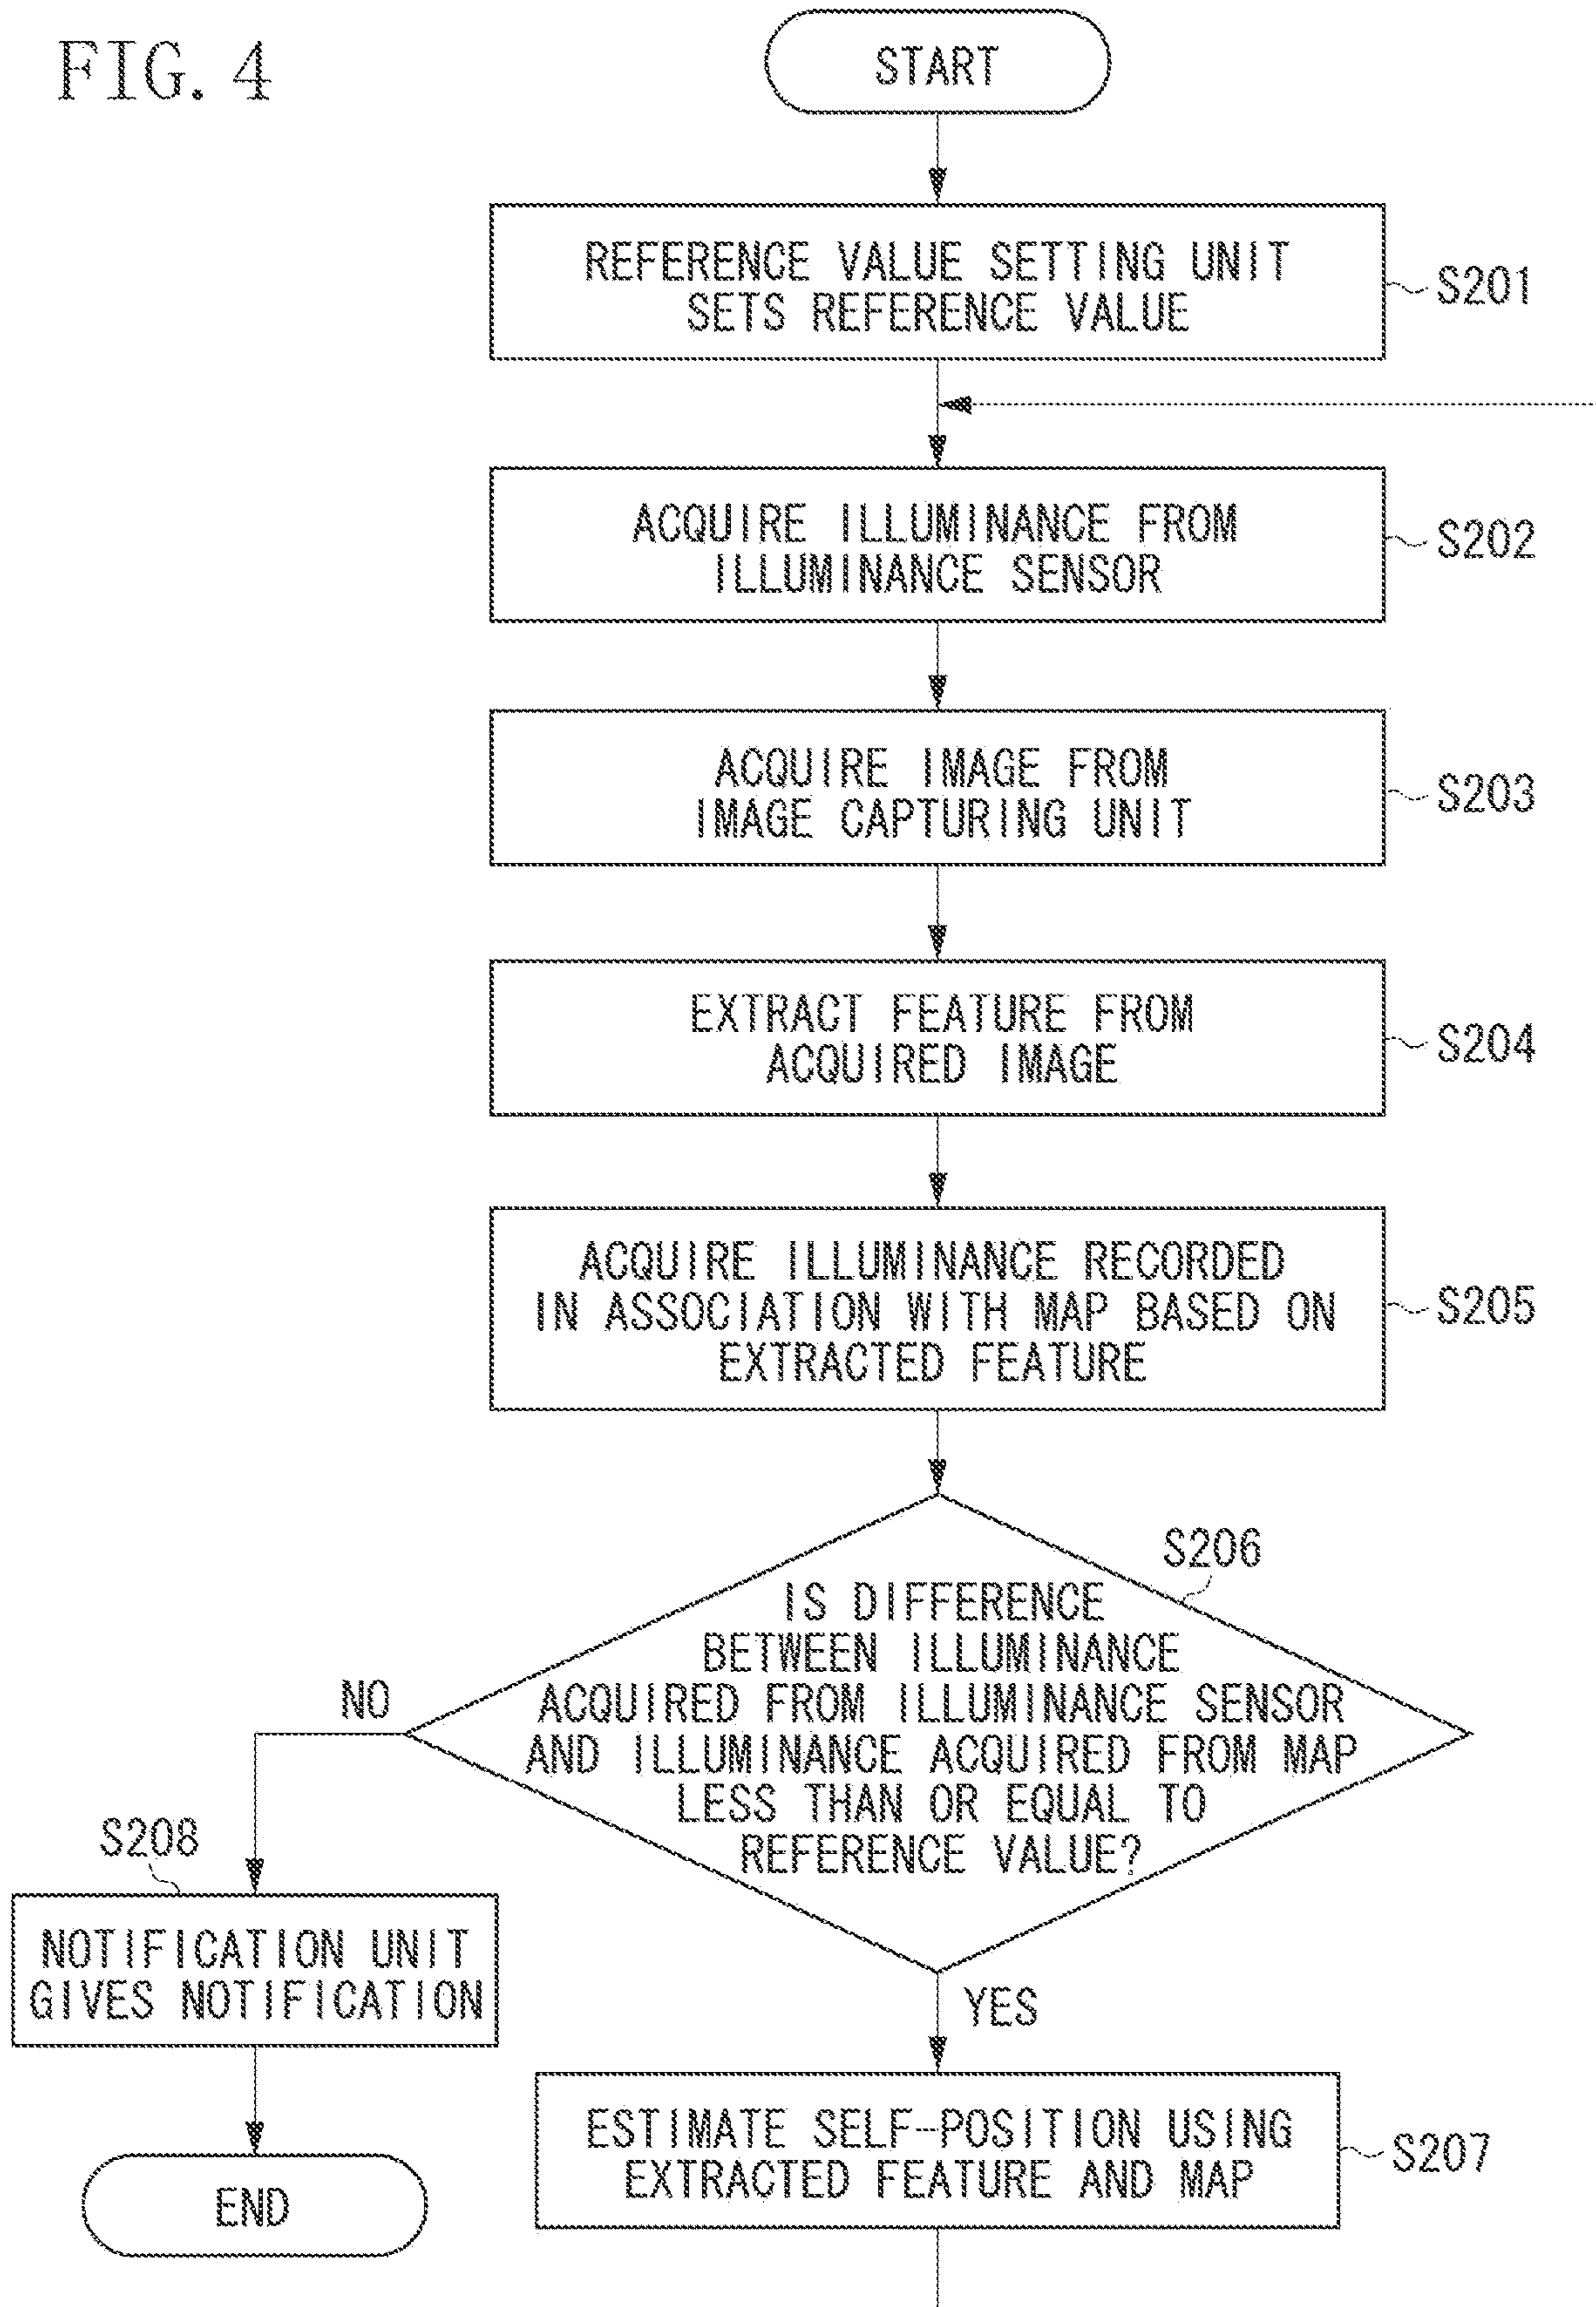 FIG. 4
START
REFERENCE VALUE SETTING UNIT
SETS REFERENCE VALUE
S201
ACQUIRE ILLUMINANCE FROM
ILLUMINANCE SENSOR
S202
ACQUIRE IMAGE FROM
IMAGE CAPTURING UNIT
S203
EXTRACT FEATURE FROM
ACQUIRED IMAGE
S204
ACQUIRE ILLUMINANCE RECORDED
IN ASSOCIATION WITH MAP BASED ON
EXTRACTED FEATURE
S205
S206
IS DIFFERENCE
BETWEEN ILLUMINANCE
ACQUIRED FROM ILLUMINANCE SENSOR
AND ILLUMINANCE ACQUIRED FROM MAP
LESS THAN OR EQUAL TO
REFERENCE VALUE?
NO
S208
NOTIFICATION UNIT
GIVES NOTIFICATION
END
YES
ESTIMATE SELF-POSITION USING
EXTRACTED FEATURE AND MAP
S207